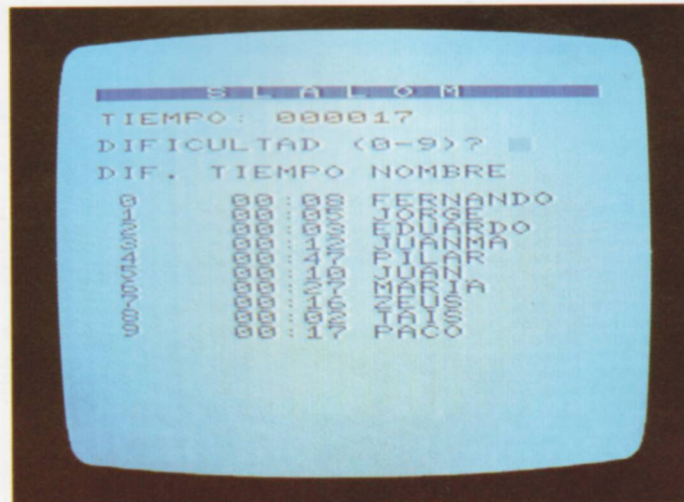 S L A L O M
TIEMPO: 000017
DIFICULTAD (0-9)?
DIF. TIEMPO NOMBRE
0 00:08 FERNANDO
1 00:05 JORGE
2 00:03 EDUARDO
3 00:12 JUANMA
4 00:47 PILAR
5 00:10 JUAN
6 00:27 MARIA
7 00:16 ZEUS
8 00:02 TAIS
9 00:17 PACO